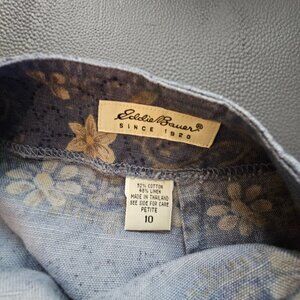 Eddie Bauer®
SINCE 1920
52% COTTON
48% LINEN
MADE IN THAILAND
SEE SIDE FOR CARE
PETITE
10